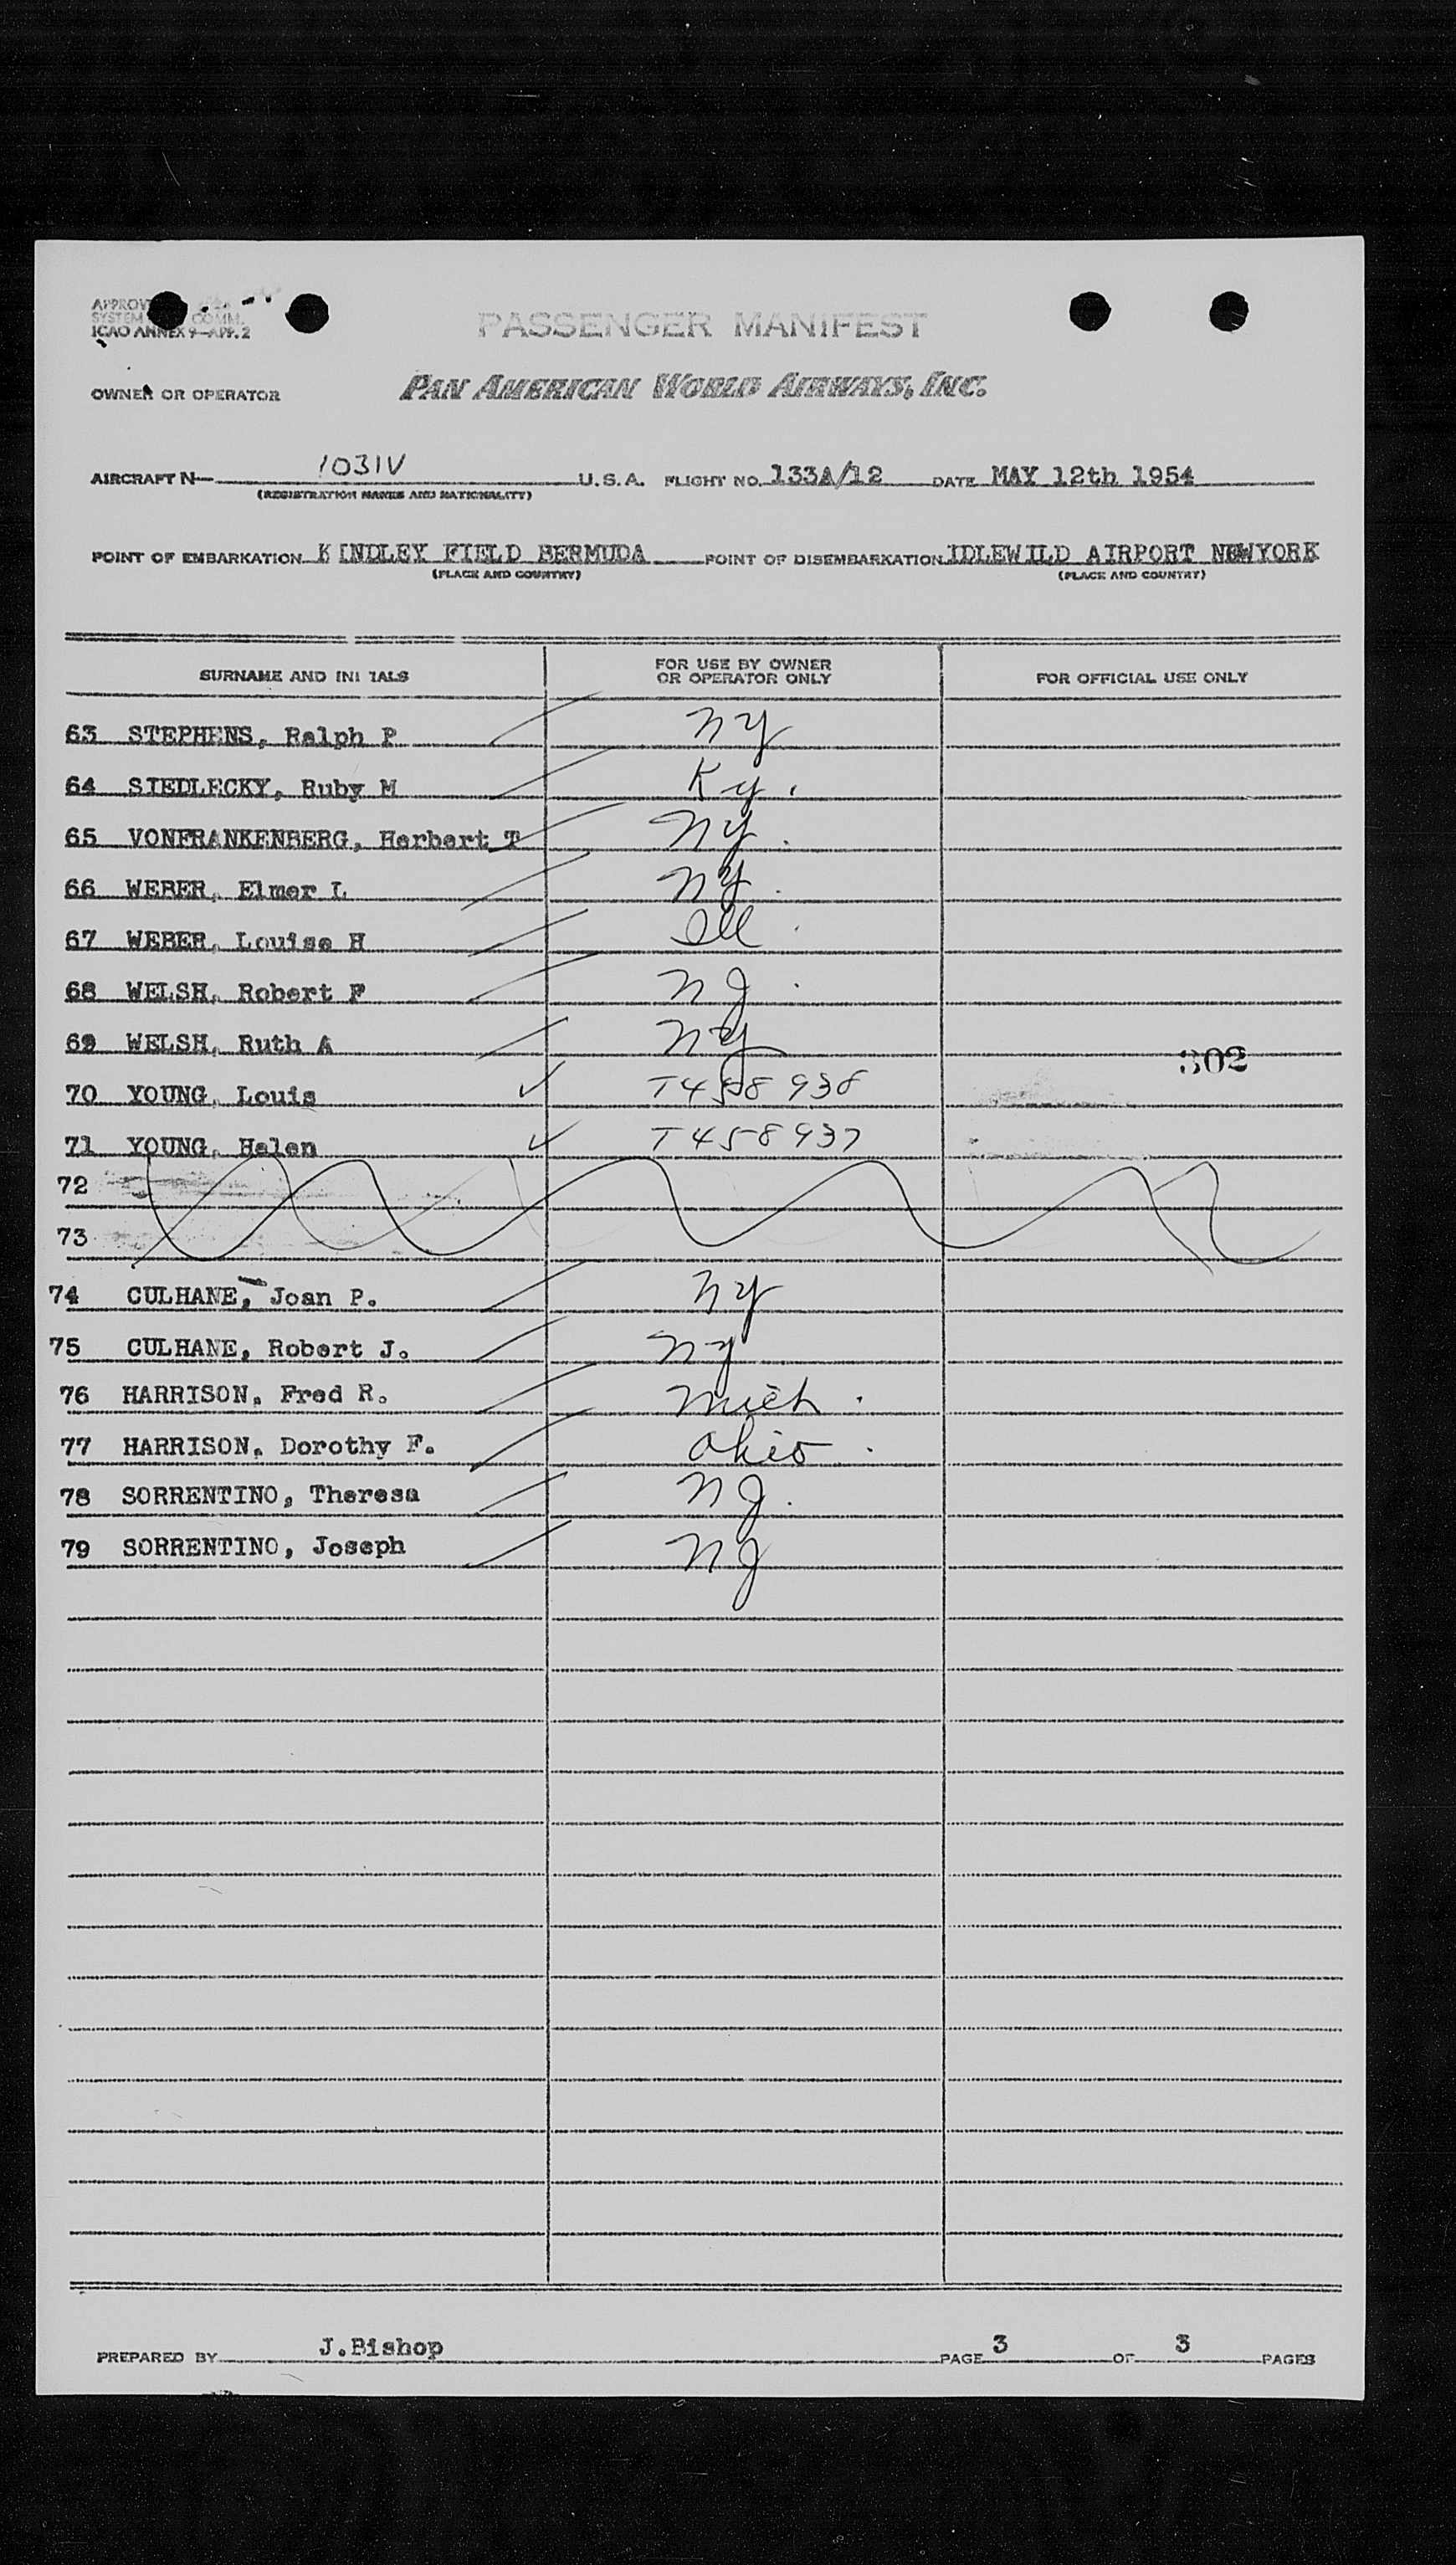 APPROV
SYSTEM COMM.
ICAO ANNEX 9—APP. 2
PASSENGER MANIFEST
OWNER OR OPERATOR PAN AMERICAN WORLD AIRWAYS, INC.
AIRCRAFT N— 1031V U.S.A. FLIGHT NO. 133A/12 DATE MAY 12th 1954
(REGISTRATION MARKS AND NATIONALITY)
POINT OF EMBARKATION KINDLEY FIELD BERMUDA POINT OF DISEMBARKATION IDLEWILD AIRPORT NEWYORK
(PLACE AND COUNTRY) (PLACE AND COUNTRY)
SURNAME AND INITIALS FOR USE BY OWNER OR OPERATOR ONLY FOR OFFICIAL USE ONLY
63 STEPHENS, Ralph P NY
64 SIEDLECKY, Ruby M Ky.
65 VONFRANKENBERG, Herbert T NY.
66 WEBER, Elmer L NY.
67 WEBER, Louise H Ill.
68 WELSH, Robert F NJ.
69 WELSH, Ruth A NY
302
70 YOUNG, Louis T458938
71 YOUNG, Helen T458937
72
73
74 CULHANE, Joan P. NY
75 CULHANE, Robert J. NY
76 HARRISON, Fred R. Mich.
77 HARRISON, Dorothy F. Ohio.
78 SORRENTINO, Theresa NJ.
79 SORRENTINO, Joseph NJ
PREPARED BY J.Bishop PAGE 3 OF 3 PAGES